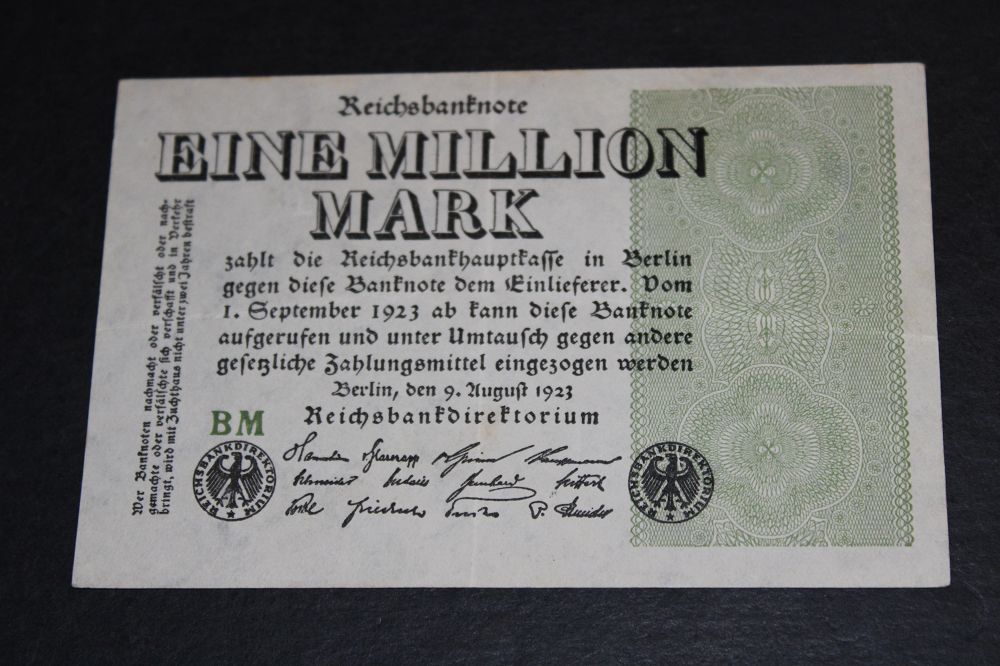 Reichsbanknote
EINE MILLION
MARK
zahlt die Reichsbankhauptkasse in Berlin
gegen diese Banknote dem Einlieferer. Vom
1. September 1923 ab kann diese Banknote
aufgerufen und unter Umtausch gegen andere
gesetzliche Zahlungsmittel eingezogen werden
Berlin, den 9. August 1923
Reichsbankdirektorium
BM
Wer Banknoten nachmacht oder verfälscht oder nach-
gemachte oder verfälschte sich verschafft und in Verkehr
bringt, wird mit Zuchthaus nicht unter zwei Jahren bestraft
REICHSBANKDIREKTORIUM
REICHSBANKDIREKTORIUM